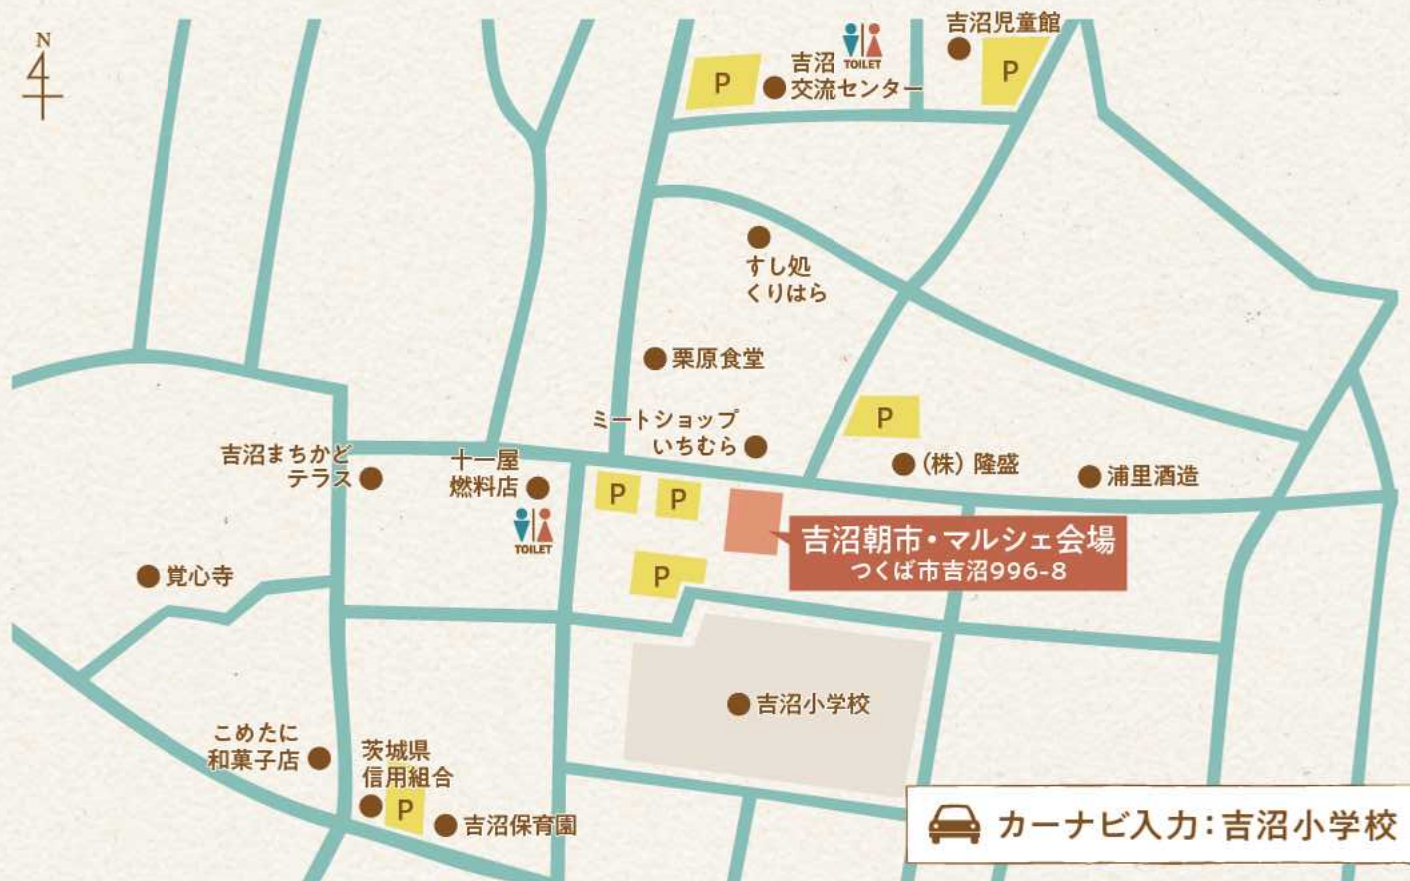 N
吉沼児童館
P
TOILET
吉沼
交流センター
P
すし処
くりはら
栗原食堂
ミートショップ
いちむら
P
(株) 隆盛
浦里酒造
吉沼まちかど
テラス
十一屋
燃料店
TOILET
P
P
P
吉沼朝市・マルシェ会場
つくば市吉沼996-8
覚心寺
吉沼小学校
こめたに
和菓子店
茨城県
信用組合
P
吉沼保育園
カーナビ入力：吉沼小学校